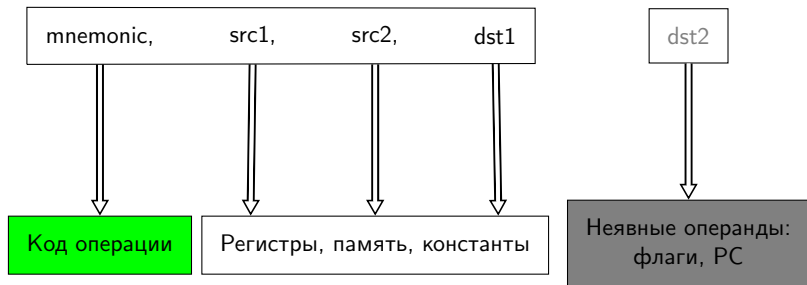 mnemonic, src1, src2, dst1
dst2
Код операции
Регистры, память, константы
Неявные операнды:
флаги, PC